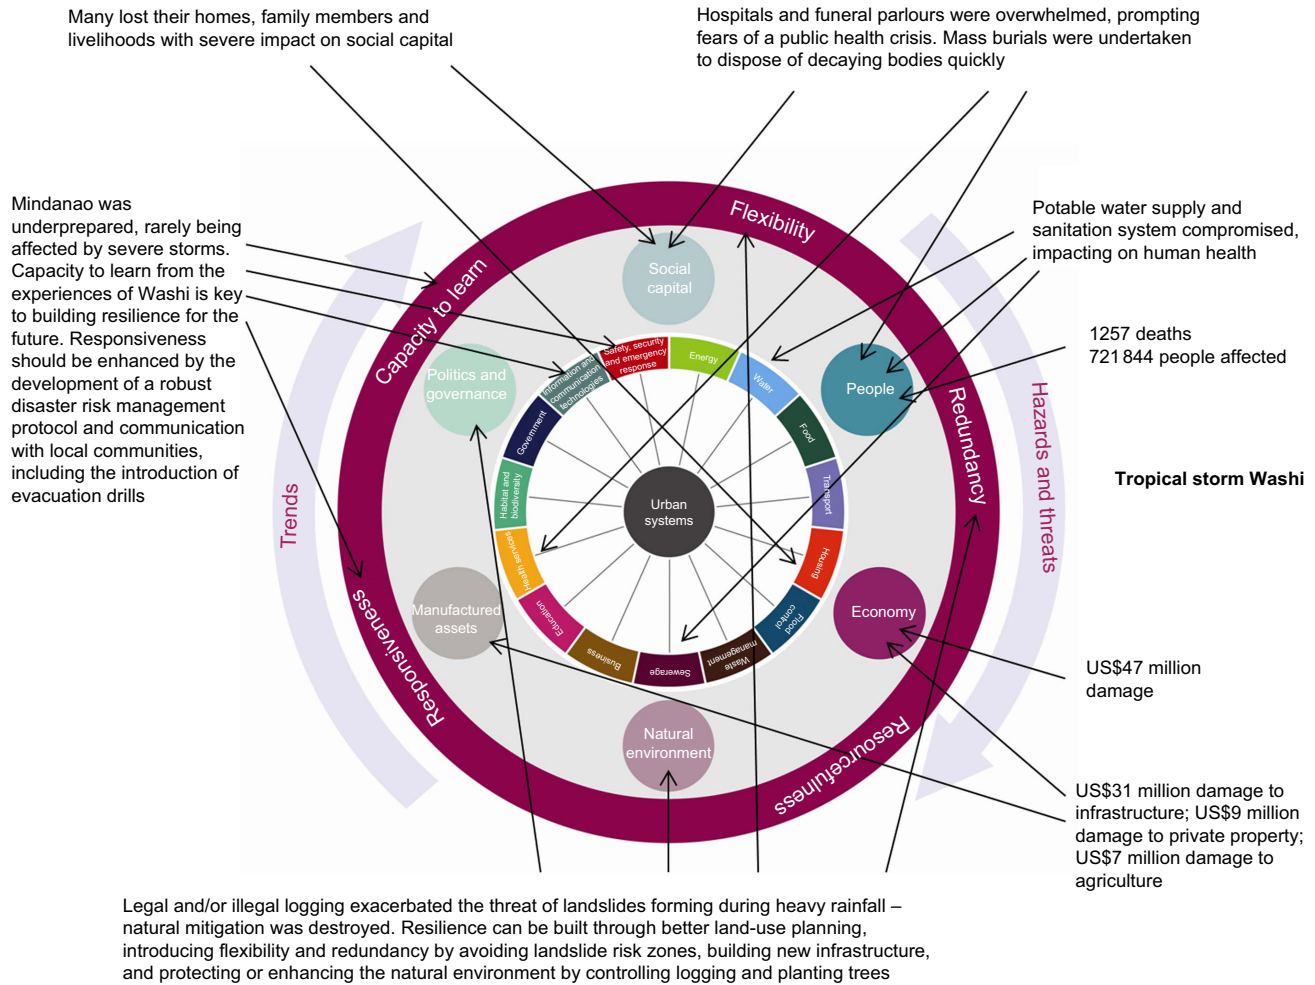 Many lost their homes, family members and
livelihoods with severe impact on social capital
Hospitals and funeral parlours were overwhelmed, prompting
fears of a public health crisis. Mass burials were undertaken
to dispose of decaying bodies quickly
Mindanao was
underprepared, rarely being
affected by severe storms.
Capacity to learn from the
experiences of Washi is key
to building resilience for the
future. Responsiveness
should be enhanced by the
development of a robust
disaster risk management
protocol and communication
with local communities,
including the introduction of
evacuation drills
Potable water supply and
sanitation system compromised,
impacting on human health
1257 deaths
721 844 people affected
Tropical storm Washi
US$47 million
damage
US$31 million damage to
infrastructure; US$9 million
damage to private property;
US$7 million damage to
agriculture
Trends
Hazards and threats
Capacity to learn
Flexibility
Redundancy
Resourcefulness
Responsiveness
Social
capital
People
Economy
Natural
environment
Manufactured
assets
Politics and
governance
Safety, security
and emergency
response
Energy
Water
Food
Transport
Housing
Flood
control
Waste
management
Sewerage
Business
Education
Health services
Habitat and
biodiversity
Government
Information and
communication
technologies
Urban
systems
Legal and/or illegal logging exacerbated the threat of landslides forming during heavy rainfall –
natural mitigation was destroyed. Resilience can be built through better land-use planning,
introducing flexibility and redundancy by avoiding landslide risk zones, building new infrastructure,
and protecting or enhancing the natural environment by controlling logging and planting trees